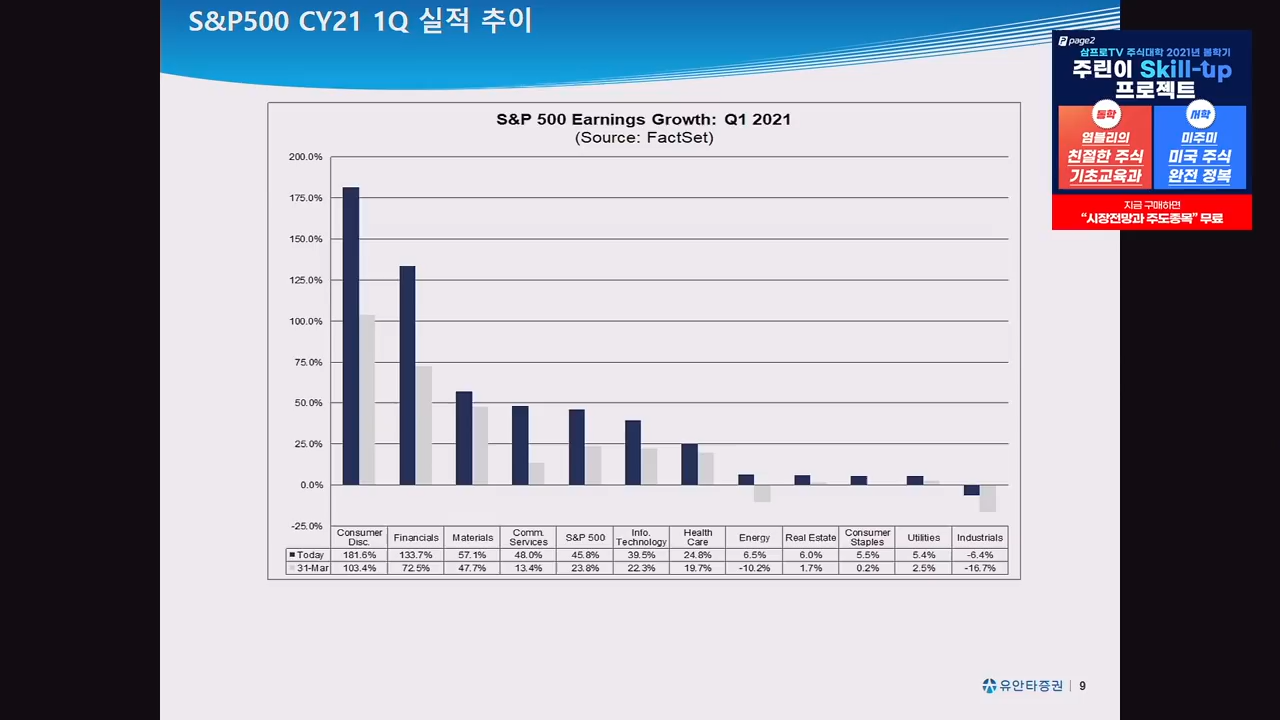 S&P500 CY21 1Q 실적 추이
page2
삼프로TV 주식대학 2021년 봄학기
주린이 Skill-up
프로젝트
동학
염블리의
친절한 주식
기초교육과
서학
미주미
미국 주식
완전 정복
지금 구매하면
“시장전망과 주도종목” 무료
S&P 500 Earnings Growth: Q1 2021
(Source: FactSet)
200.0%
175.0%
150.0%
125.0%
100.0%
75.0%
50.0%
25.0%
0.0%
-25.0%
Consumer Disc. Financials Materials Comm. Services S&P 500 Info. Technology Health Care Energy Real Estate Consumer Staples Utilities Industrials
Today 181.6% 133.7% 57.1% 48.0% 45.8% 39.5% 24.8% 6.5% 6.0% 5.5% 5.4% -6.4%
31-Mar 103.4% 72.5% 47.7% 13.4% 23.8% 22.3% 19.7% -10.2% 1.7% 0.2% 2.5% -16.7%
유안타증권 | 9